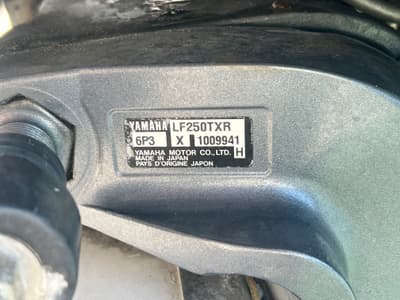 YAMAHA LF250TXR
6P3 X 1009941
YAMAHA MOTOR CO.,LTD. H
MADE IN JAPAN
PAYS D'ORIGINE JAPON